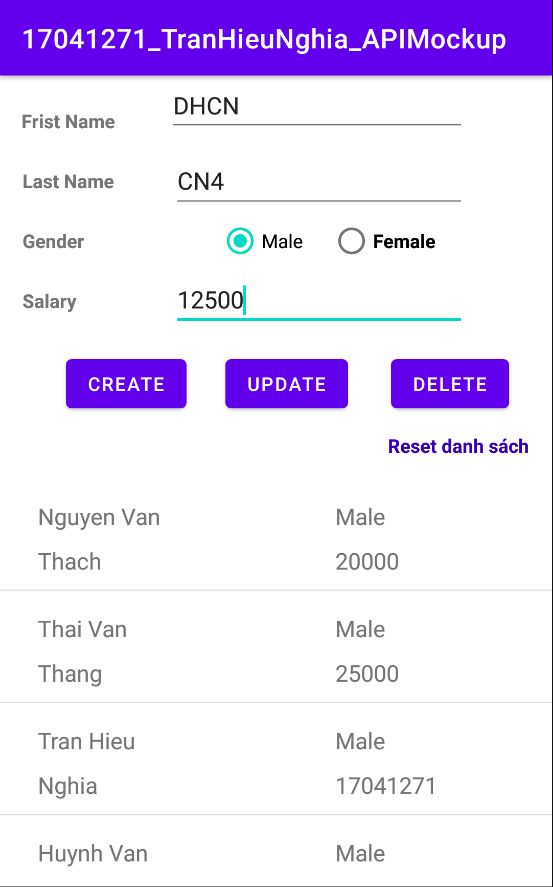 17041271_TranHieuNghia_APIMockup
Frist Name DHCN
Last Name CN4
Gender Male Female
Salary 12500
CREATE UPDATE DELETE
Reset danh sách
Nguyen Van Male
Thach 20000
Thai Van Male
Thang 25000
Tran Hieu Male
Nghia 17041271
Huynh Van Male